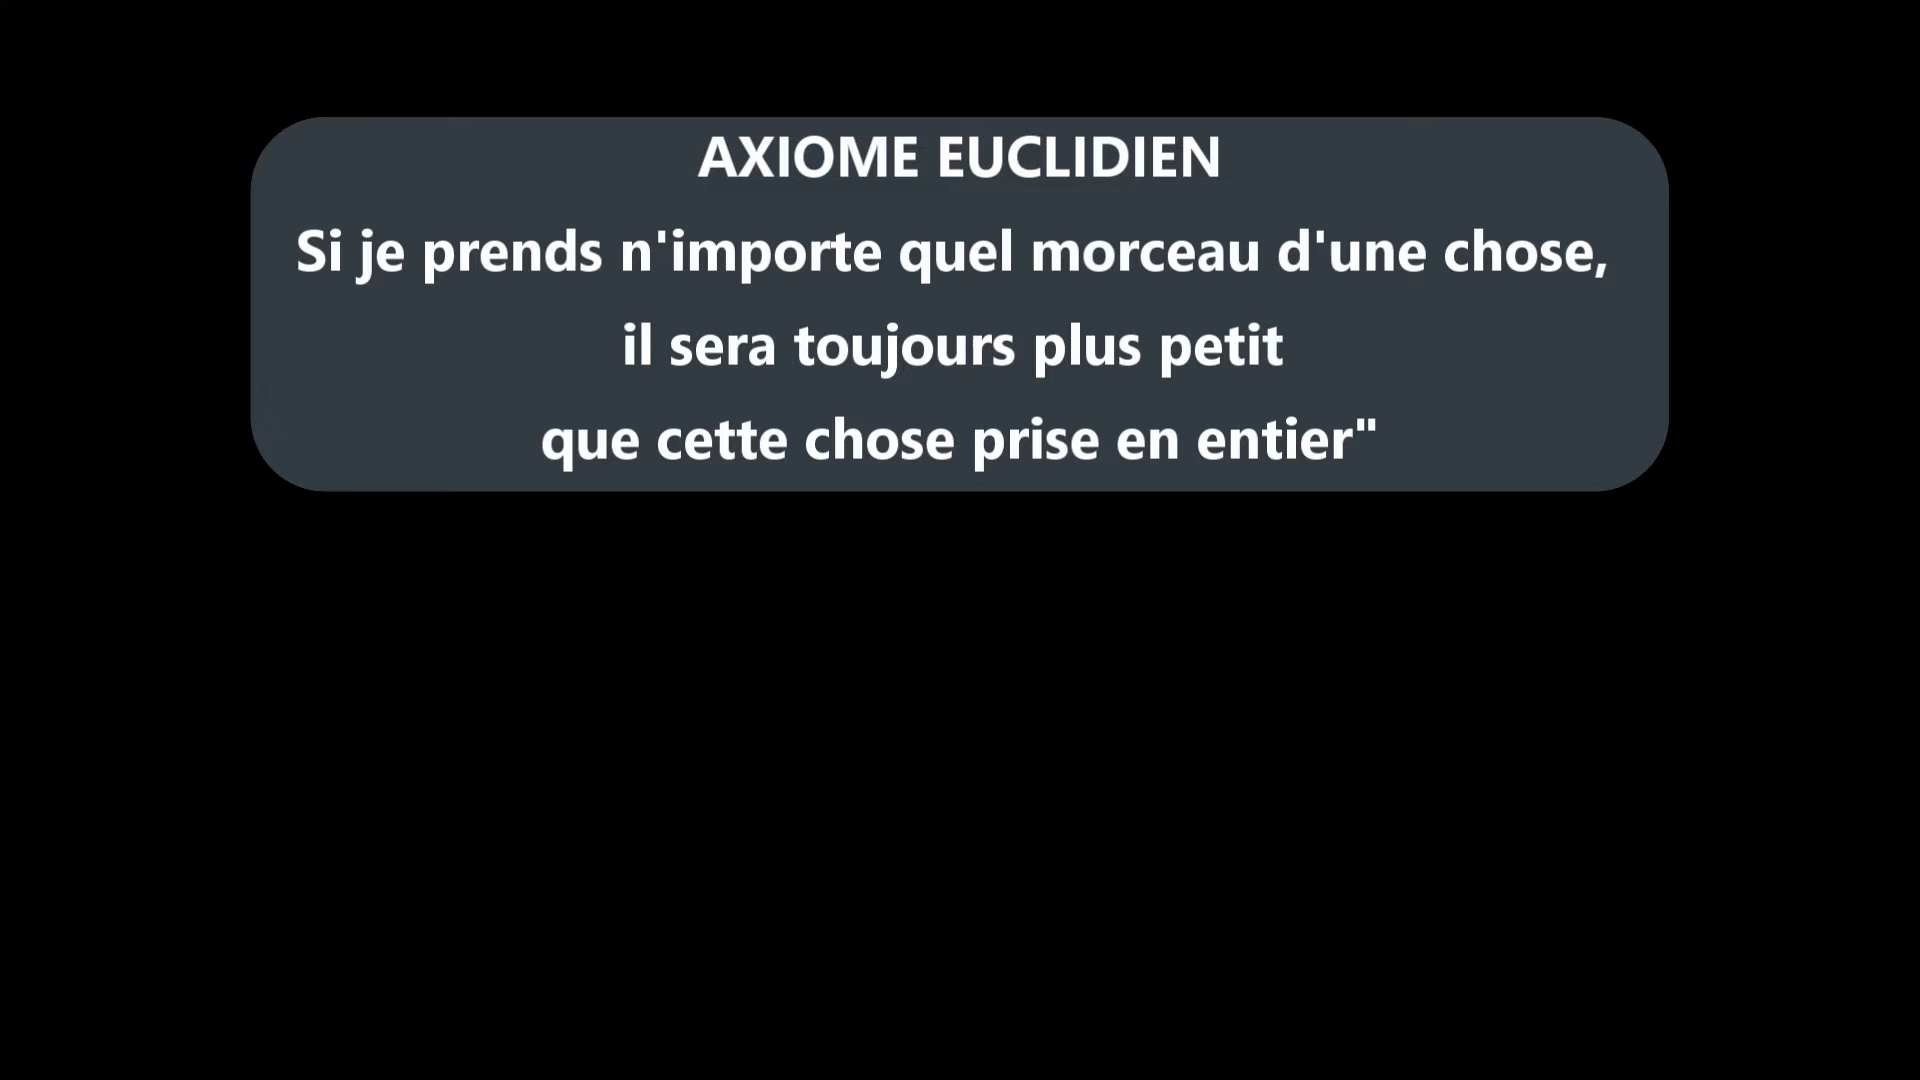 AXIOME EUCLIDIEN
Si je prends n'importe quel morceau d'une chose,
il sera toujours plus petit
que cette chose prise en entier"